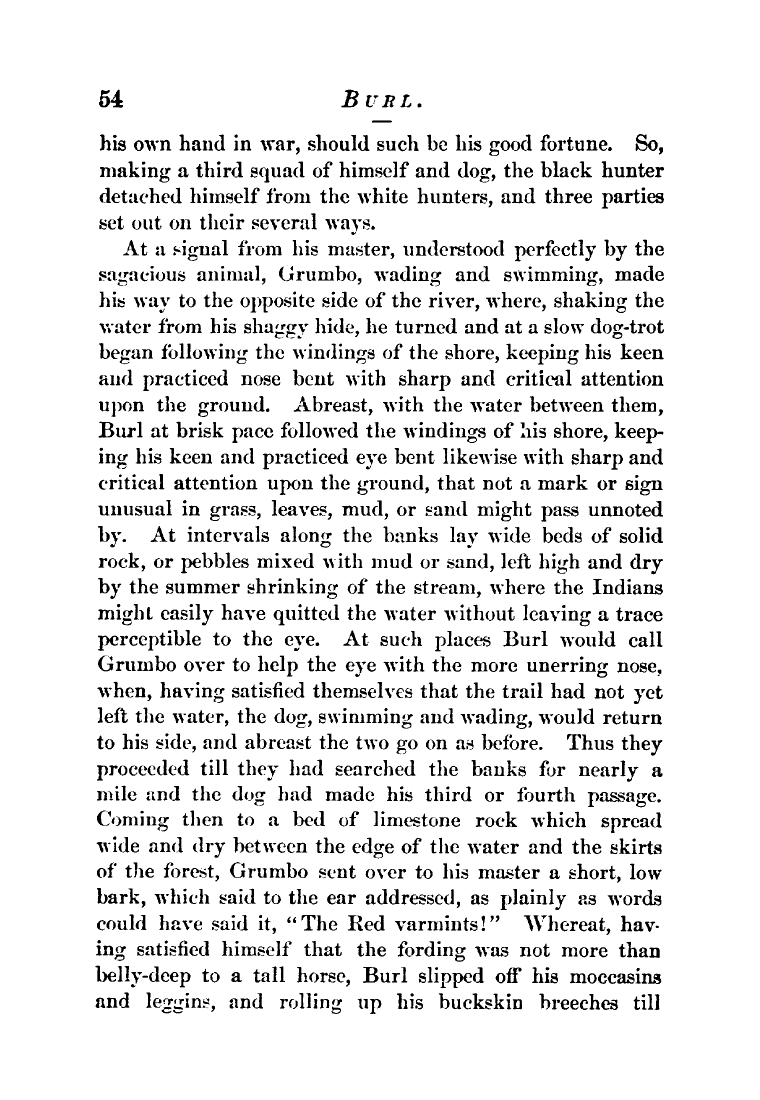 54 BURL.
his own hand in war, should such be his good fortune. So,
making a third squad of himself and dog, the black hunter
detached himself from the white hunters, and three parties
set out on their several ways.
At a signal from his master, understood perfectly by the
sagacious animal, Grumbo, wading and swimming, made
his way to the opposite side of the river, where, shaking the
water from his shaggy hide, he turned and at a slow dog-trot
began following the windings of the shore, keeping his keen
and practiced nose bent with sharp and critical attention
upon the ground. Abreast, with the water between them,
Burl at brisk pace followed the windings of his shore, keep-
ing his keen and practiced eye bent likewise with sharp and
critical attention upon the ground, that not a mark or sign
unusual in grass, leaves, mud, or sand might pass unnoted
by. At intervals along the banks lay wide beds of solid
rock, or pebbles mixed with mud or sand, left high and dry
by the summer shrinking of the stream, where the Indians
might easily have quitted the water without leaving a trace
perceptible to the eye. At such places Burl would call
Grumbo over to help the eye with the more unerring nose,
when, having satisfied themselves that the trail had not yet
left the water, the dog, swimming and wading, would return
to his side, and abreast the two go on as before. Thus they
proceeded till they had searched the banks for nearly a
mile and the dog had made his third or fourth passage.
Coming then to a bed of limestone rock which spread
wide and dry between the edge of the water and the skirts
of the forest, Grumbo sent over to his master a short, low
bark, which said to the ear addressed, as plainly as words
could have said it, "The Red varmints!" Whereat, hav-
ing satisfied himself that the fording was not more than
belly-deep to a tall horse, Burl slipped off his moccasins
and leggins, and rolling up his buckskin breeches till